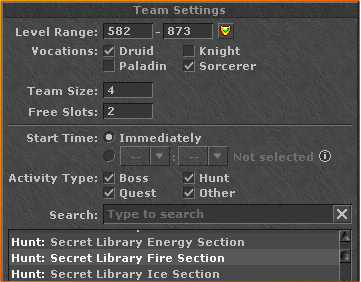 Team Settings
Level Range: 582 - 873
Vocations: Druid Knight
Paladin Sorcerer
Team Size: 4
Free Slots: 2
Start Time: Immediately
-- : -- Not selected
Activity Type: Boss Hunt
Quest Other
Search: Type to search
Hunt: Secret Library Energy Section
Hunt: Secret Library Fire Section
Hunt: Secret Library Ice Section